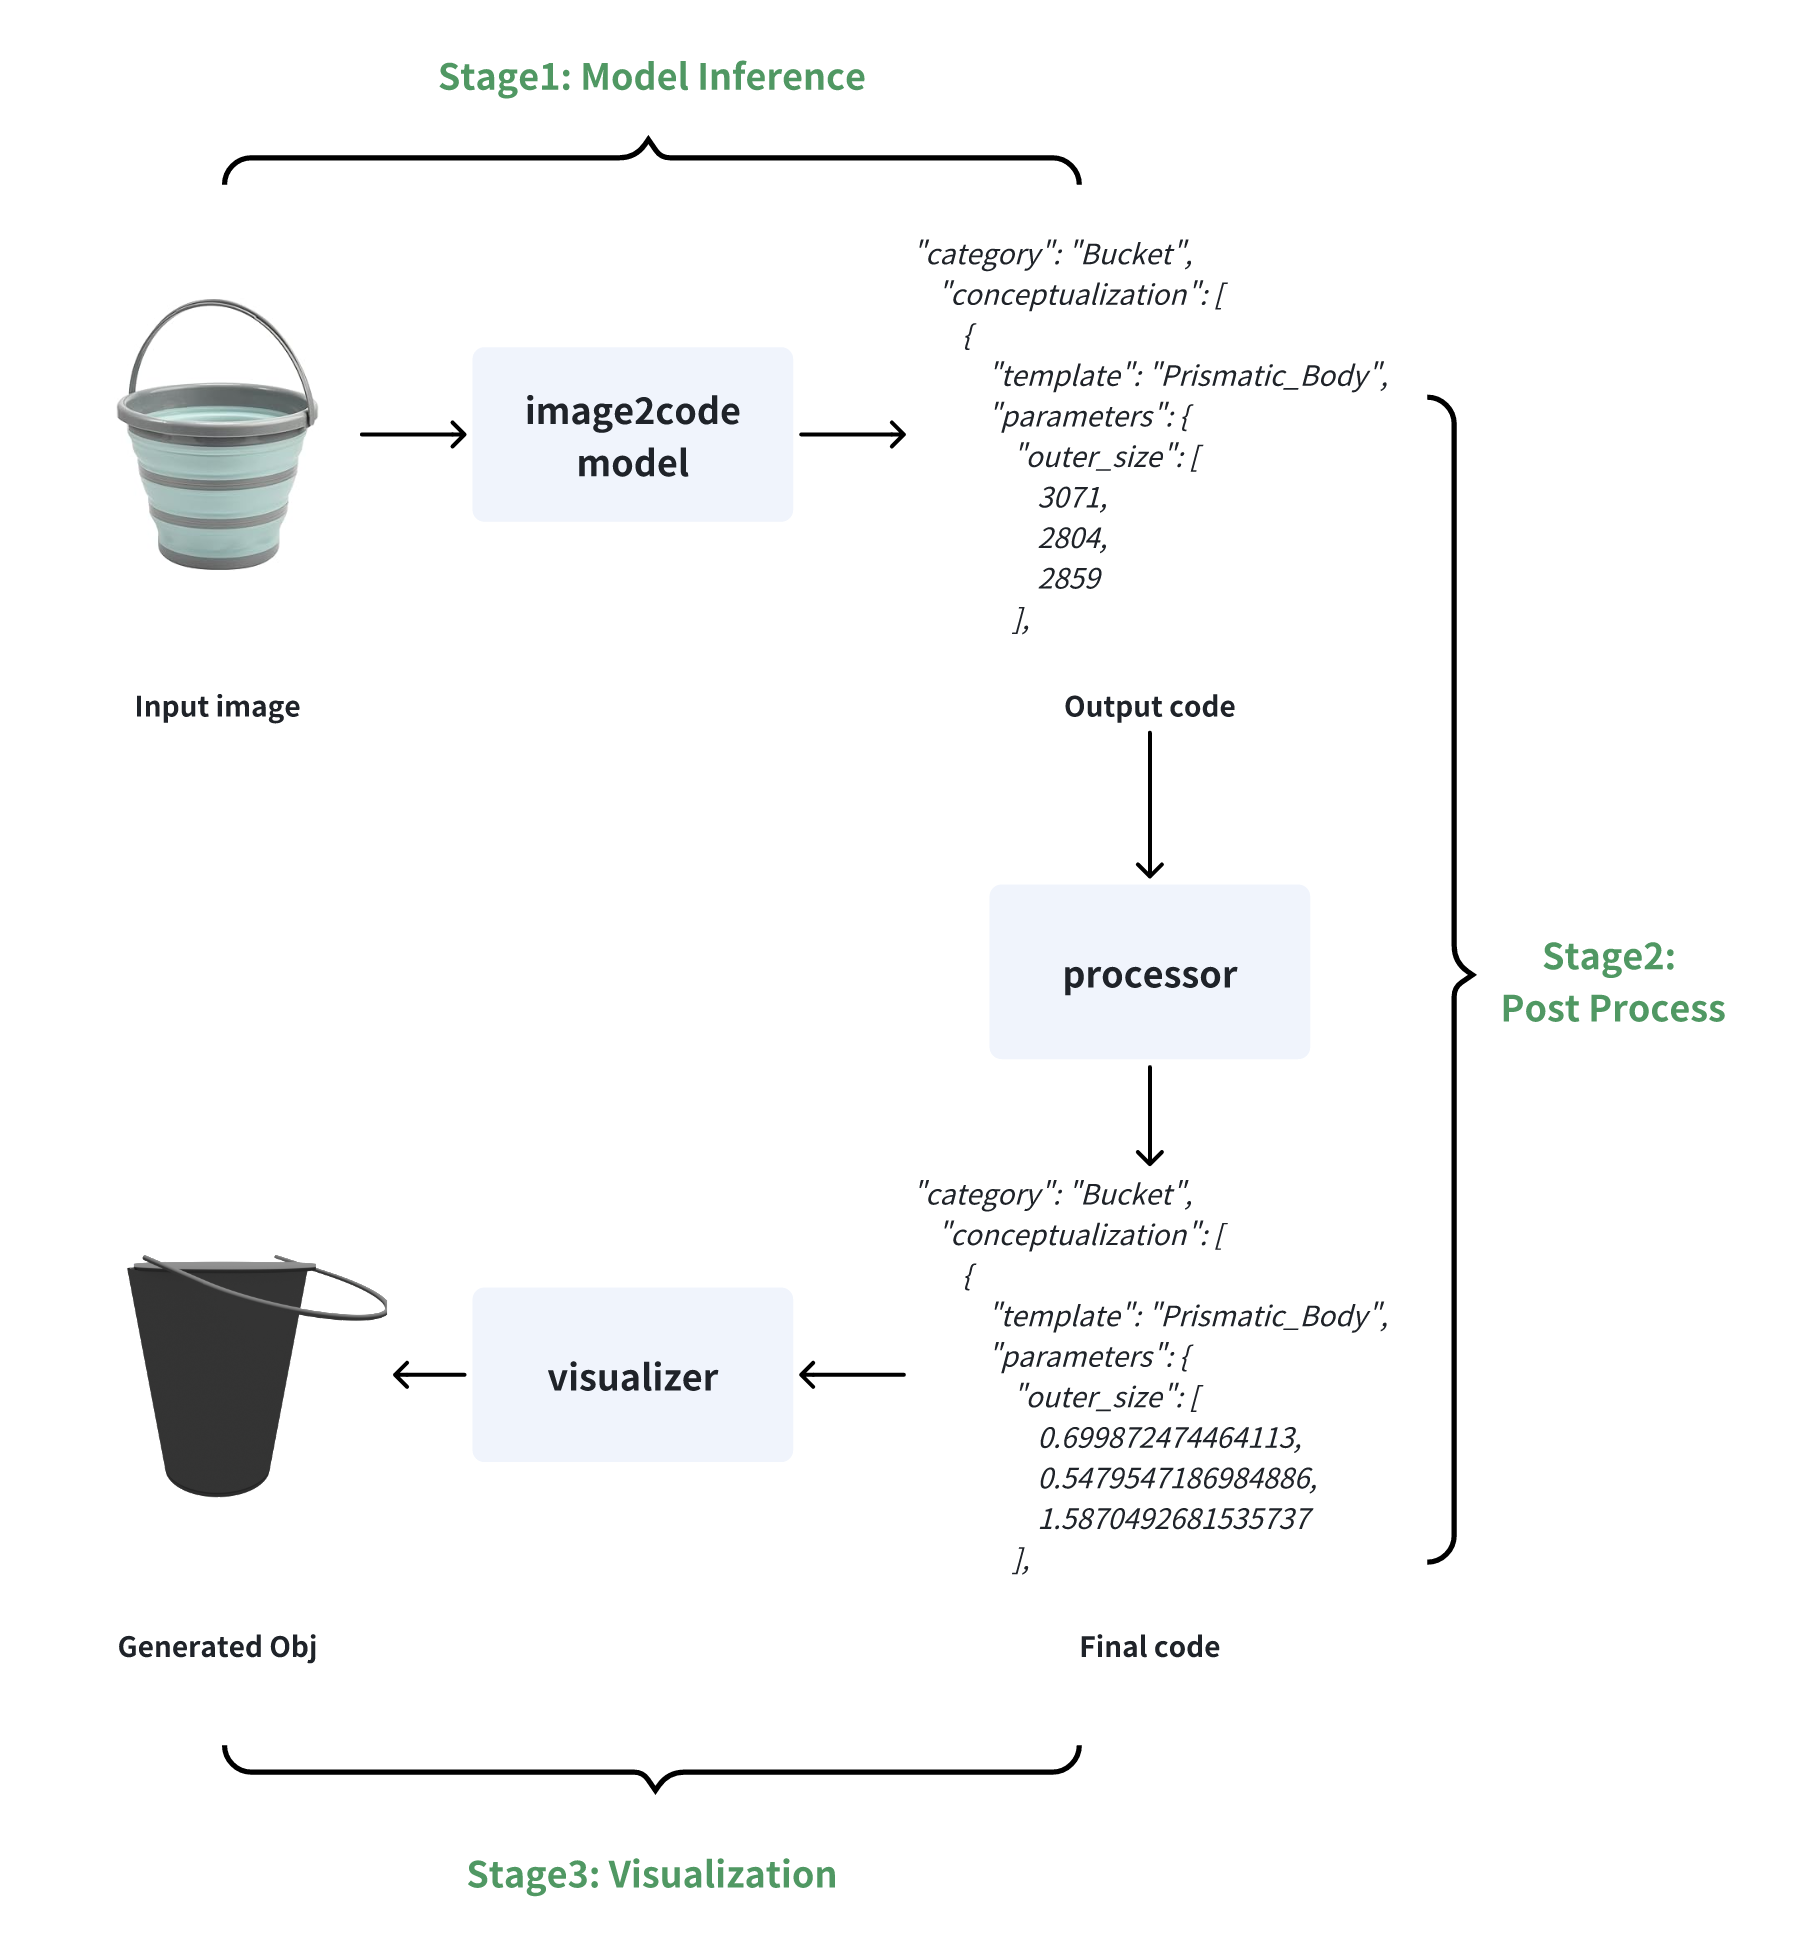 Stage1: Model Inference
"category": "Bucket",
"conceptualization": [
{
"template": "Prismatic_Body",
"parameters": {
"outer_size": [
3071,
2804,
2859
],
image2code
model
Input image
Output code
processor
Stage2:
Post Process
"category": "Bucket",
"conceptualization": [
{
"template": "Prismatic_Body",
"parameters": {
"outer_size": [
0.699872474464113,
0.5479547186984886,
1.5870492681535737
],
visualizer
Generated Obj
Final code
Stage3: Visualization